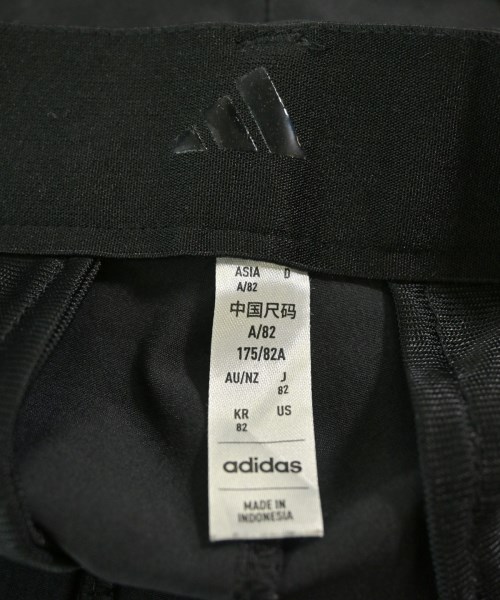 ASIA D
A/82
中国尺码
A/82
175/82A
AU/NZ J
82
KR US
82
adidas
MADE IN
INDONESIA